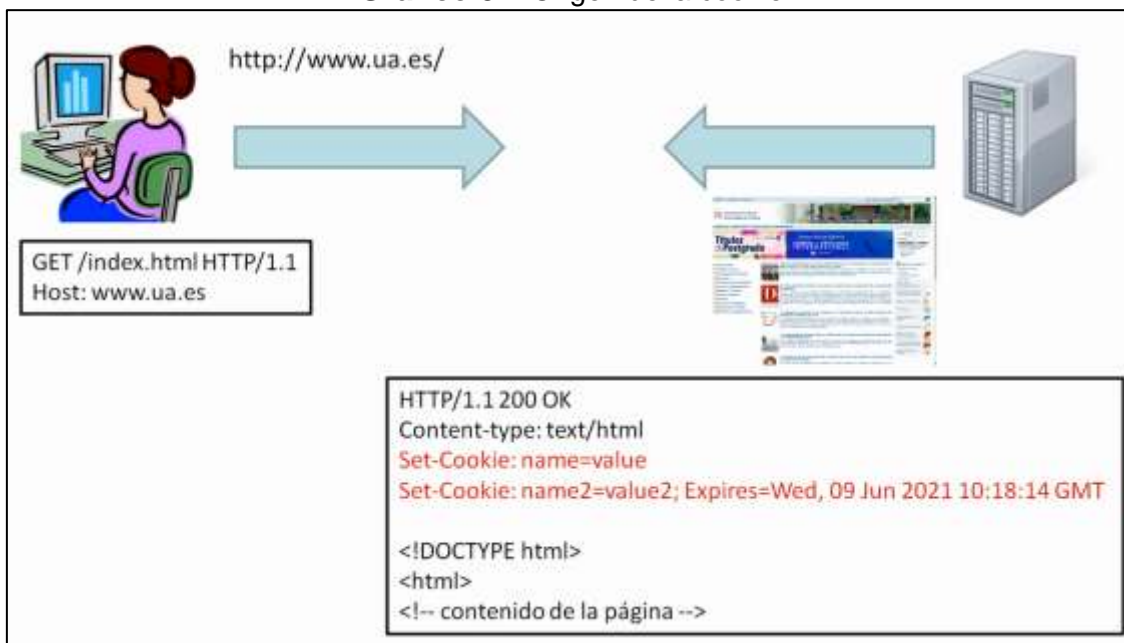 http://www.ua.es/
GET /index.html HTTP/1.1
Host: www.ua.es
Títulos
Postgrado
HTTP/1.1 200 OK
Content-type: text/html
Set-Cookie: name=value
Set-Cookie: name2=value2; Expires=Wed, 09 Jun 2021 10:18:14 GMT
<!DOCTYPE html>
<html>
<!-- contenido de la página -->